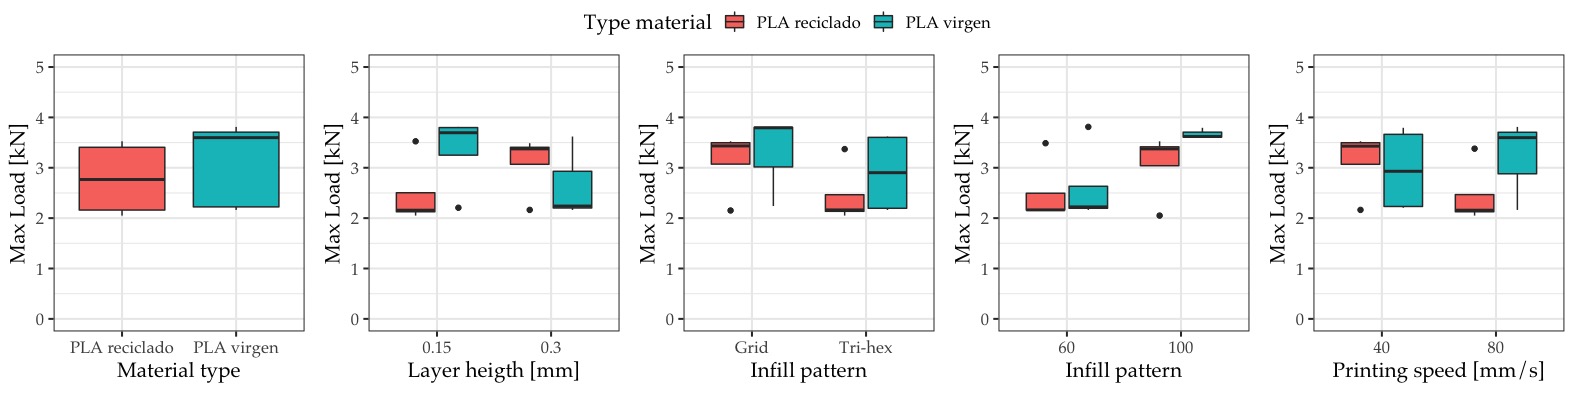 Type material PLA reciclado PLA virgen
Max Load [kN]
5
4
3
2
1
0
PLA reciclado PLA virgen
Material type
Max Load [kN]
5
4
3
2
1
0
0.15 0.3
Layer heigth [mm]
Max Load [kN]
5
4
3
2
1
0
Grid Tri-hex
Infill pattern
Max Load [kN]
5
4
3
2
1
0
60 100
Infill pattern
Max Load [kN]
5
4
3
2
1
0
40 80
Printing speed [mm/s]